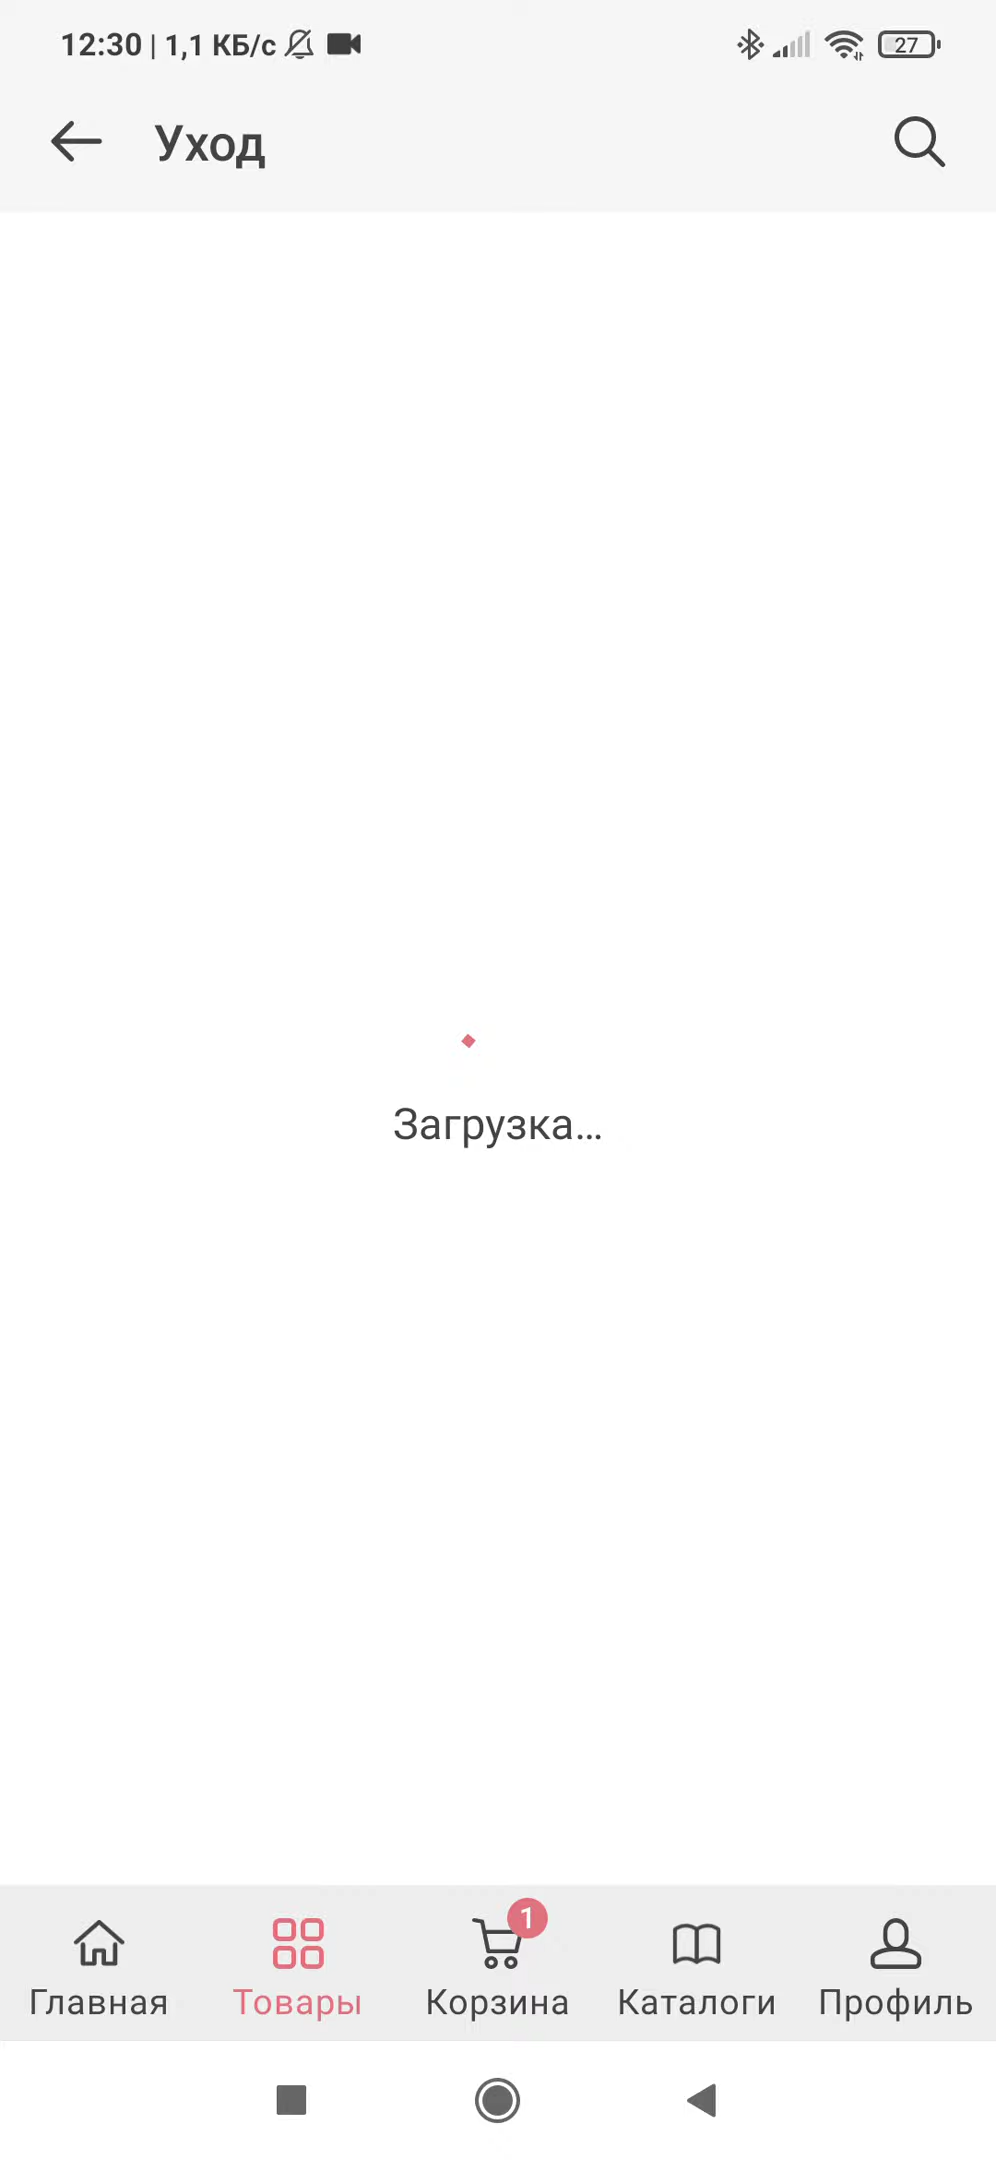 12:30 | 1,1 КБ/с
27
Уход
Загрузка...
1
Главная
Товары
Корзина
Каталоги
Профиль